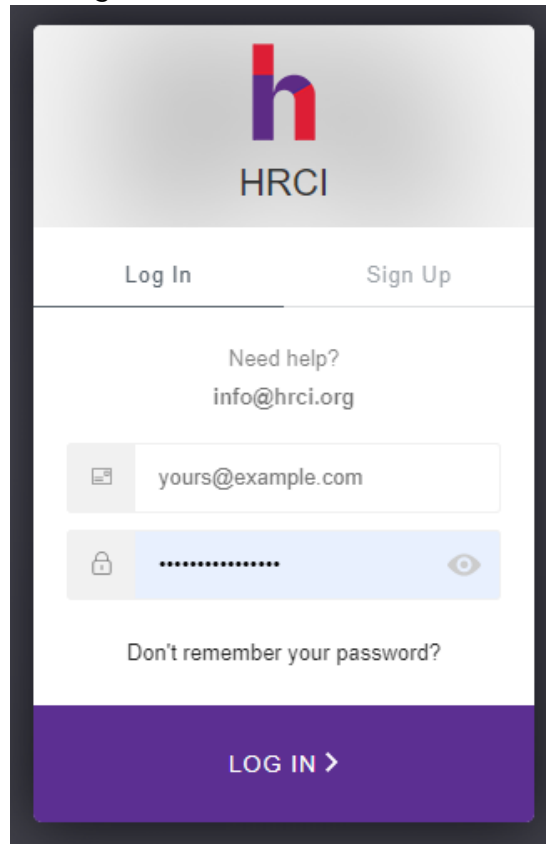 h
HRCI
Log In Sign Up
Need help?
info@hrci.org
yours@example.com
••••••••••••••••
Don't remember your password?
LOG IN >